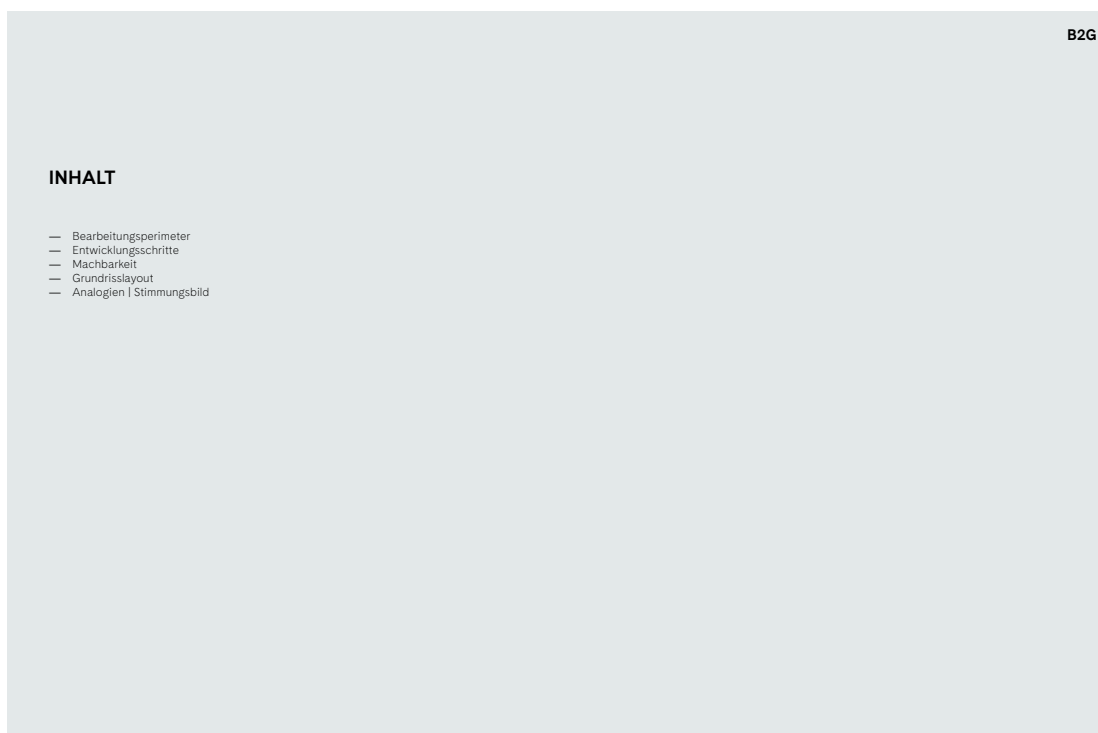 B2G
INHALT
— Bearbeitungsperimeter
— Entwicklungsschritte
— Machbarkeit
— Grundrisslayout
— Analogien | Stimmungsbild